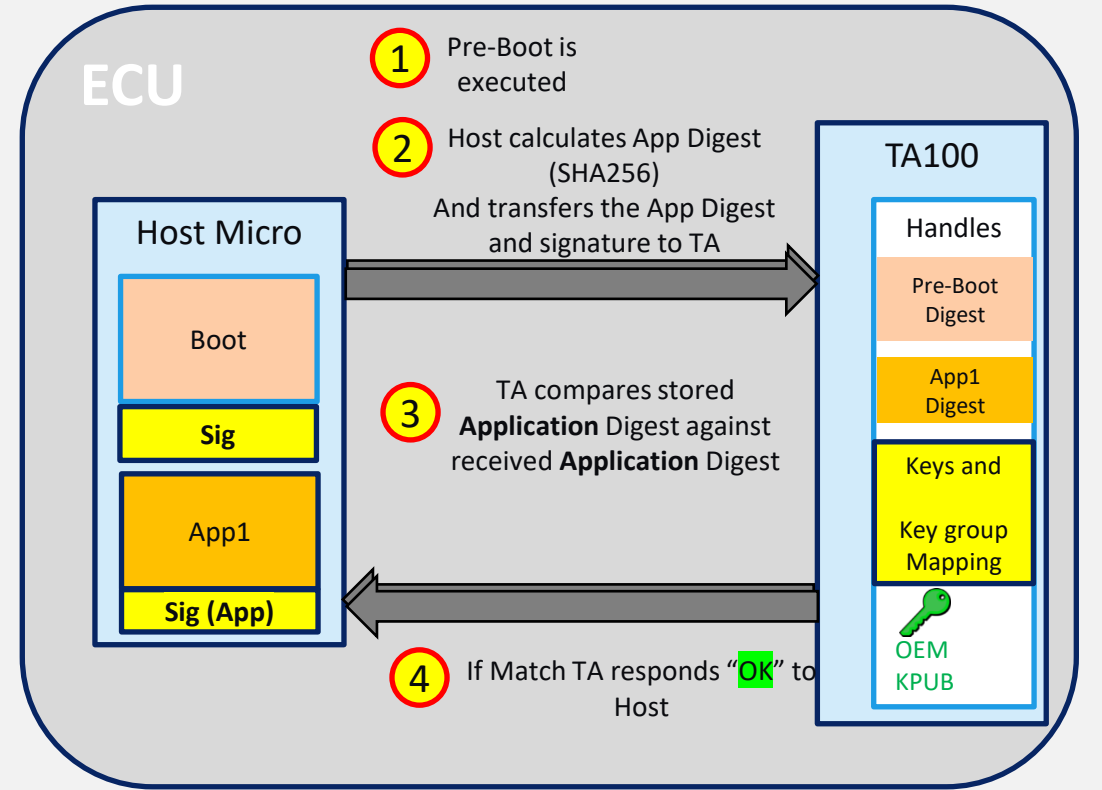 ECU
1
Pre-Boot is
executed
2
Host calculates App Digest
(SHA256)
And transfers the App Digest
and signature to TA
Host Micro
Boot
Sig
App1
Sig (App)
3
TA compares stored
Application Digest against
received Application Digest
4
If Match TA responds “OK” to
Host
TA100
Handles
Pre-Boot
Digest
App1
Digest
Keys and
Key group
Mapping
OEM
KPUB